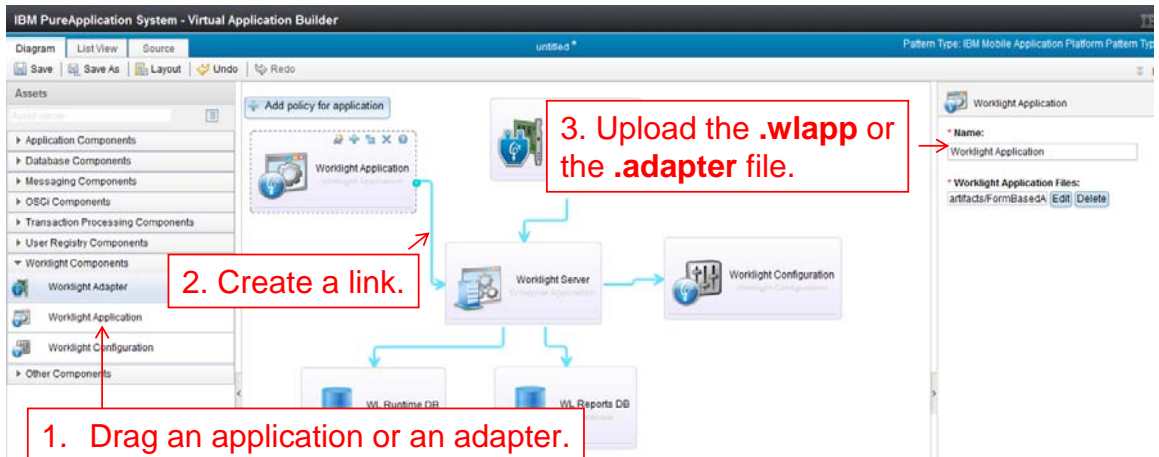 IBM PureApplication System - Virtual Application Builder
Diagram
List View
Source
untitled *
Pattern Type: IBM Mobile Application Platform Pattern Typ
Save
Save As
Layout
Undo
Redo
Assets
Add policy for application
Application Components
Database Components
Messaging Components
OSGi Components
Transaction Processing Components
User Registry Components
Worklight Components
Worklight Adapter
Worklight Application
Worklight Configuration
Other Components
Worklight Application
Worklight Server
Enterprise Application
Worklight Configuration
Worklight Configuration
WL Runtime DB
WL Reports DB
3. Upload the .wlapp or
the .adapter file.
2. Create a link.
1. Drag an application or an adapter.
Worklight Application
* Name:
Worklight Application
* Worklight Application Files:
artifacts/FormBasedA
Edit
Delete